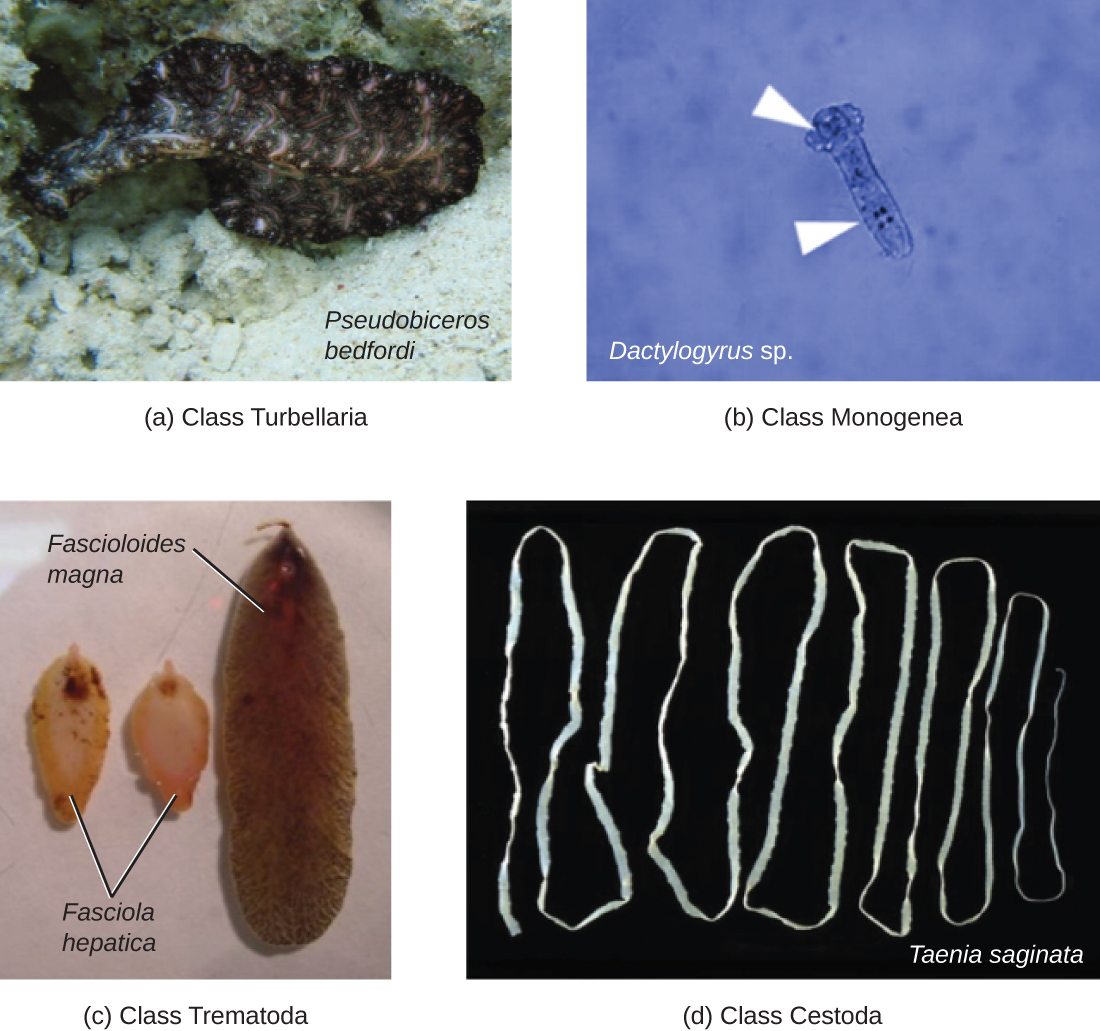 Pseudobiceros
bedfordi
Dactylogyrus sp.
(a) Class Turbellaria
(b) Class Monogenea
Fascioloides
magna
Fasciola
hepatica
Taenia saginata
(c) Class Trematoda
(d) Class Cestoda